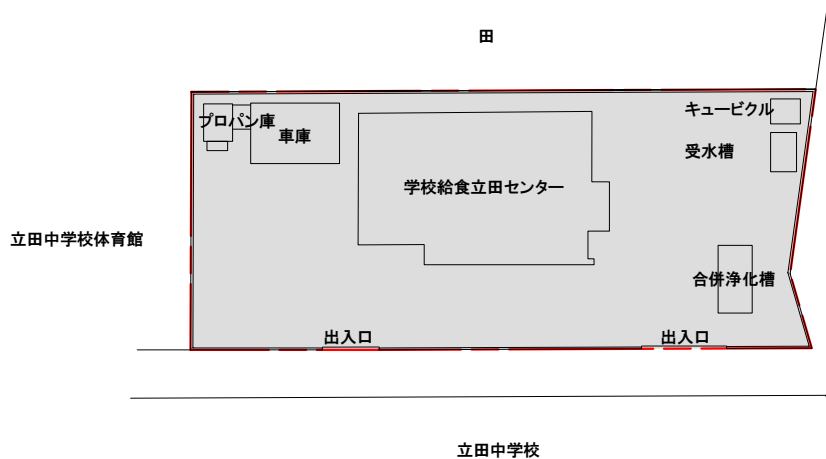 田
キュービクル
プロパン庫
車庫
受水槽
学校給食立田センター
立田中学校体育館
合併浄化槽
出入口
出入口
立田中学校